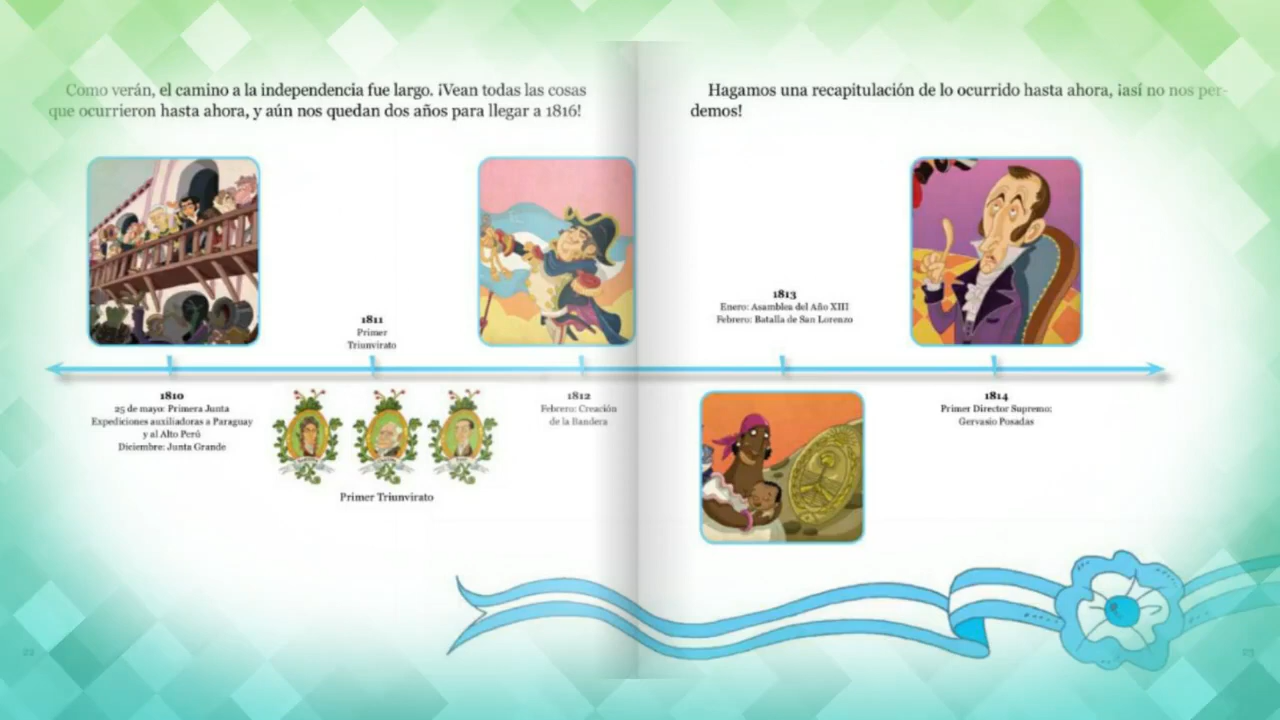 Como verán, el camino a la independencia fue largo. ¡Vean todas las cosas
que ocurrieron hasta ahora, y aún nos quedan dos años para llegar a 1816!
Hagamos una recapitulación de lo ocurrido hasta ahora, ¡así no nos per-
demos!
1811
Primer
Triunvirato
1813
Enero: Asamblea del Año XIII
Febrero: Batalla de San Lorenzo
1810
25 de mayo: Primera Junta
Expediciones auxiliadoras a Paraguay
y al Alto Perú
Diciembre: Junta Grande
Primer Triunvirato
1812
Febrero: Creación
de la Bandera
1814
Primer Director Supremo:
Gervasio Posadas
22
23